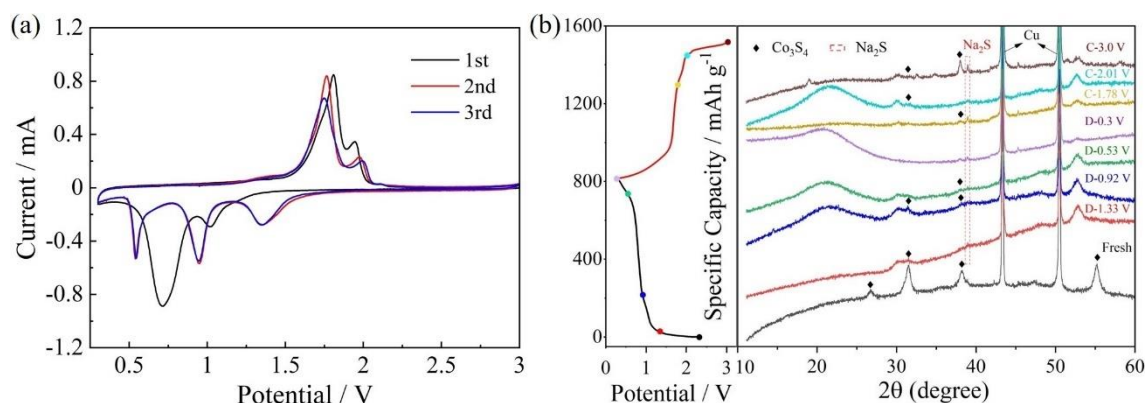 (a)
1.2
0.8
0.4
0
-0.4
-0.8
-1.2
Current / mA
1st
2nd
3rd
0.5 1 1.5 2 2.5 3
Potential / V
(b)
1600
1200
800
400
0
Specific Capacity / mAh g⁻¹
0 1 2 3
Potential / V
Co₃S₄
Na₂S
Na₂S
Cu
C-3.0 V
C-2.01 V
C-1.78 V
D-0.3 V
D-0.53 V
D-0.92 V
D-1.33 V
Fresh
20 30 40 50 60
2θ (degree)